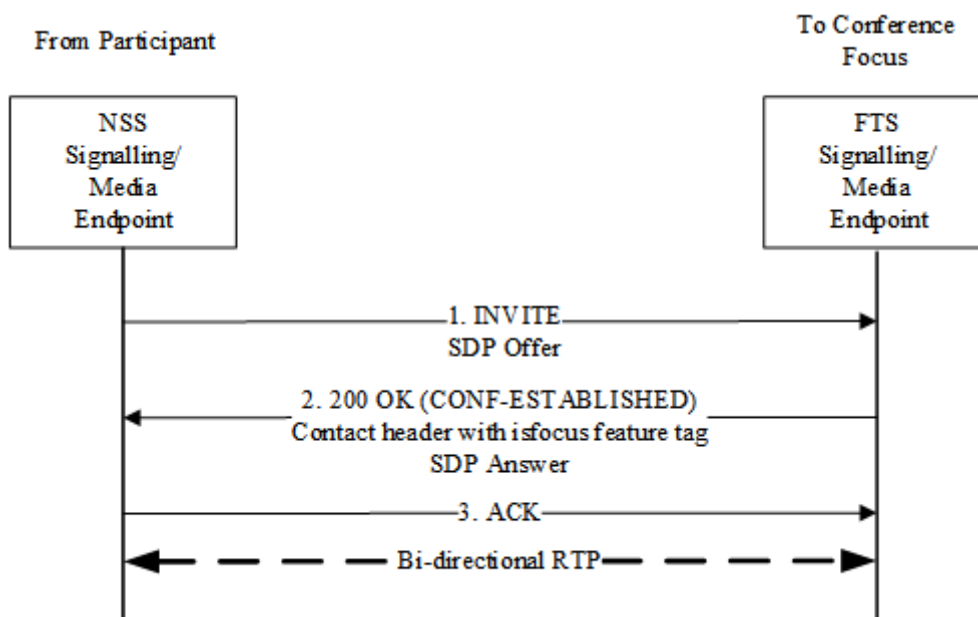 From Participant
To Conference
Focus
NSS
Signalling/
Media
Endpoint
FTS
Signalling/
Media
Endpoint
1. INVITE
SDP Offer
2. 200 OK (CONF-ESTABLISHED)
Contact header with isfocus feature tag
SDP Answer
3. ACK
Bi-directional RTP